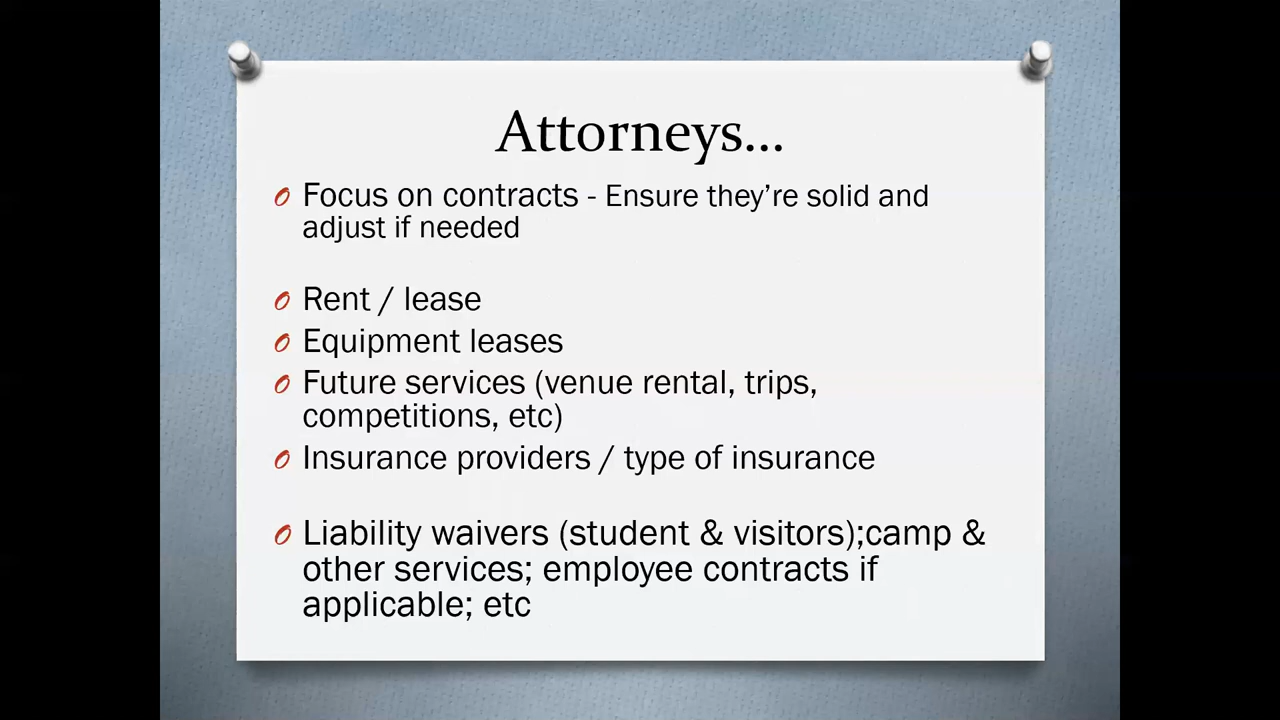 Attorneys...
Focus on contracts - Ensure they’re solid and
adjust if needed
Rent / lease
Equipment leases
Future services (venue rental, trips,
competitions, etc)
Insurance providers / type of insurance
Liability waivers (student & visitors);camp &
other services; employee contracts if
applicable; etc